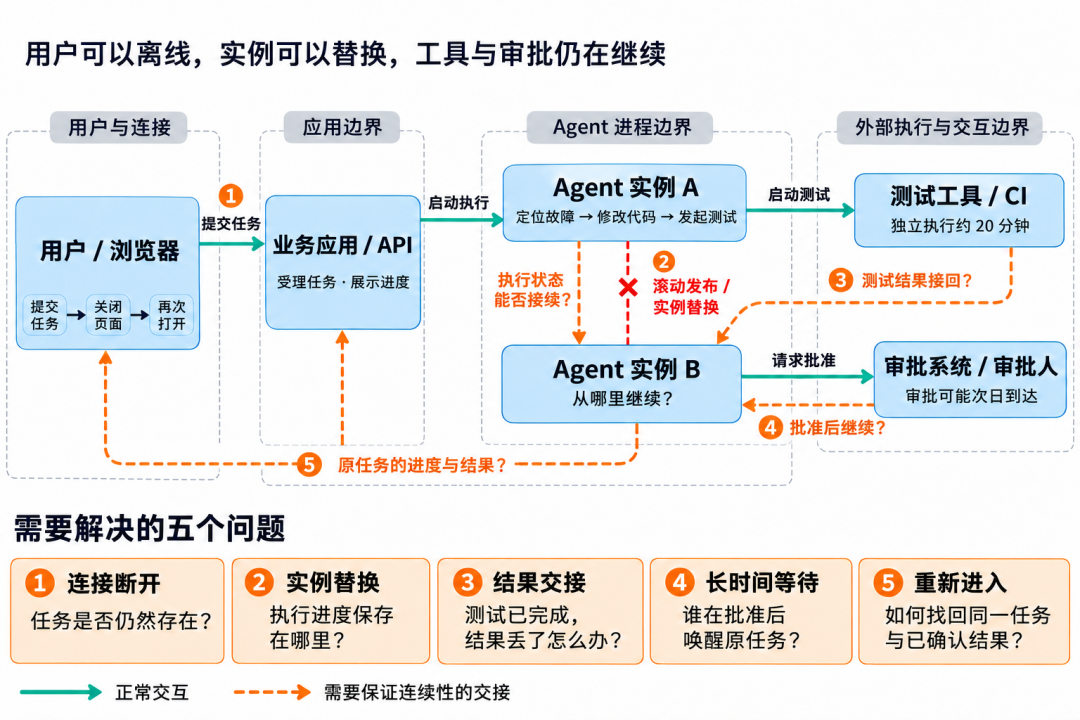 用户可以离线，实例可以替换，工具与审批仍在继续
用户与连接
应用边界
Agent 进程边界
外部执行与交互边界
用户 / 浏览器
提交
任务
关闭
页面
再次
打开
1
提交任务
业务应用 / API
受理任务 · 展示进度
启动执行
Agent 实例 A
定位故障 → 修改代码 → 发起测试
启动测试
测试工具 / CI
独立执行约 20 分钟
执行状态
能否接续？
2
滚动发布 /
实例替换
3 测试结果接回？
Agent 实例 B
从哪里继续？
请求批准
审批系统 / 审批人
审批可能次日到达
4 批准后继续？
5 原任务的进度与结果？
需要解决的五个问题
1 连接断开
任务是否仍然存在？
2 实例替换
执行进度保存
在哪里？
3 结果交接
测试已完成，
结果丢了怎么办？
4 长时间等待
谁在批准后
唤醒原任务？
5 重新进入
如何找回同一任务
与已确认结果？
正常交互
需要保证连续性的交接